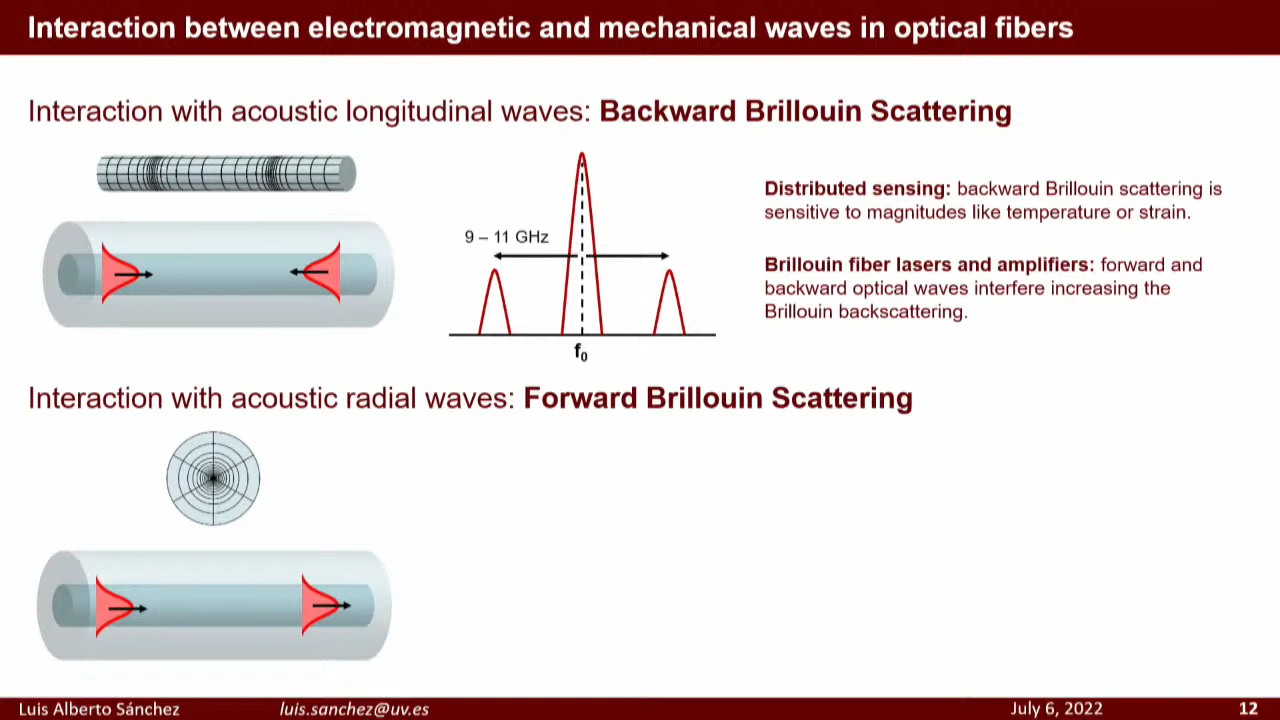 Interaction between electromagnetic and mechanical waves in optical fibers
Interaction with acoustic longitudinal waves: Backward Brillouin Scattering
9 – 11 GHz
f0
Distributed sensing: backward Brillouin scattering is
sensitive to magnitudes like temperature or strain.
Brillouin fiber lasers and amplifiers: forward and
backward optical waves interfere increasing the
Brillouin backscattering.
Interaction with acoustic radial waves: Forward Brillouin Scattering
Luis Alberto Sánchez luis.sanchez@uv.es July 6, 2022 12